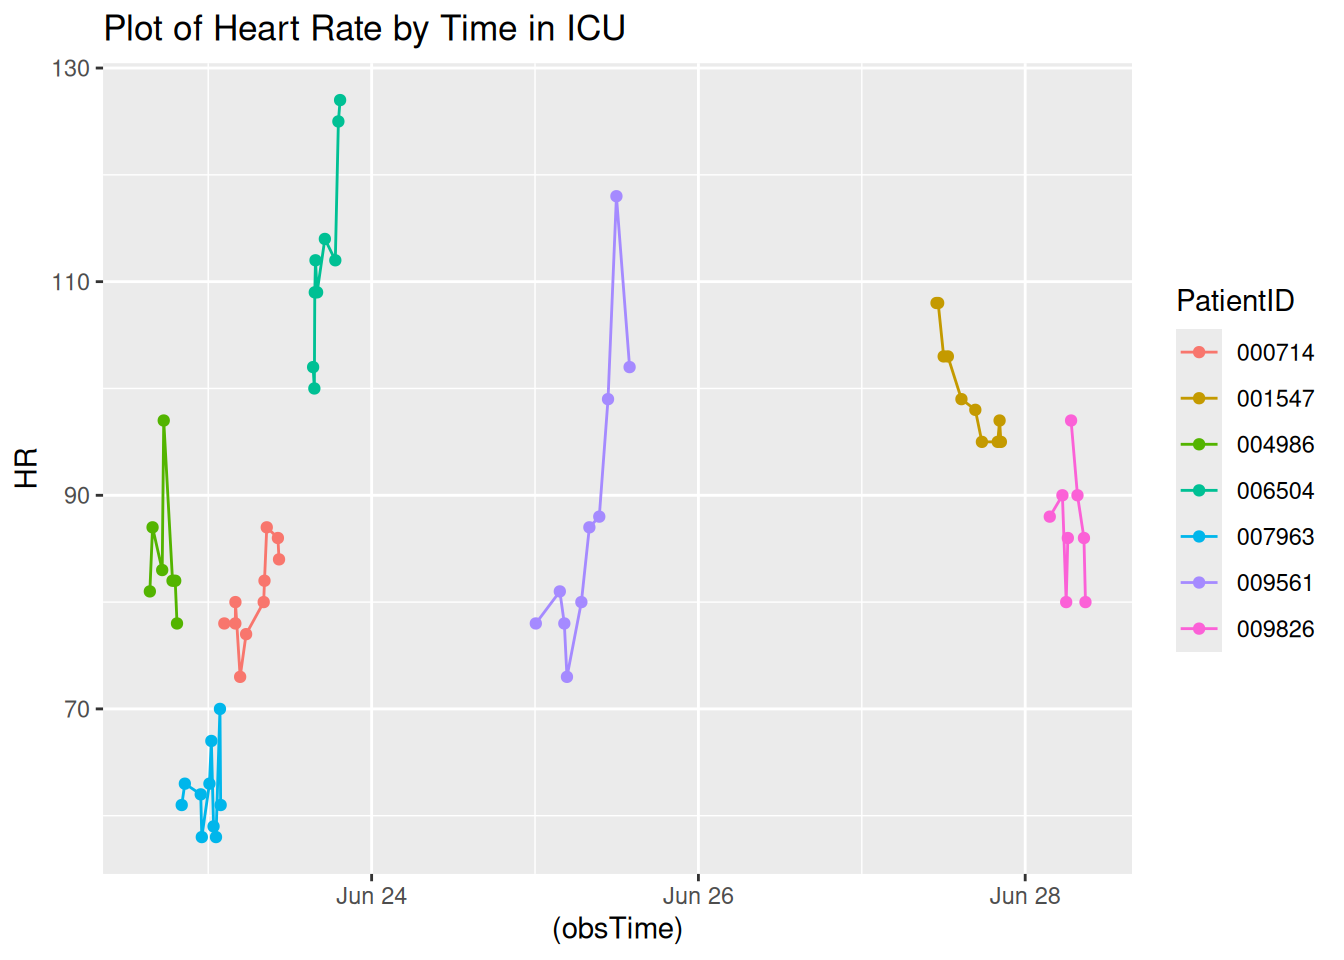 Plot of Heart Rate by Time in ICU
130
110
90
70
HR
Jun 24
Jun 26
Jun 28
(obsTime)
PatientID
000714
001547
004986
006504
007963
009561
009826